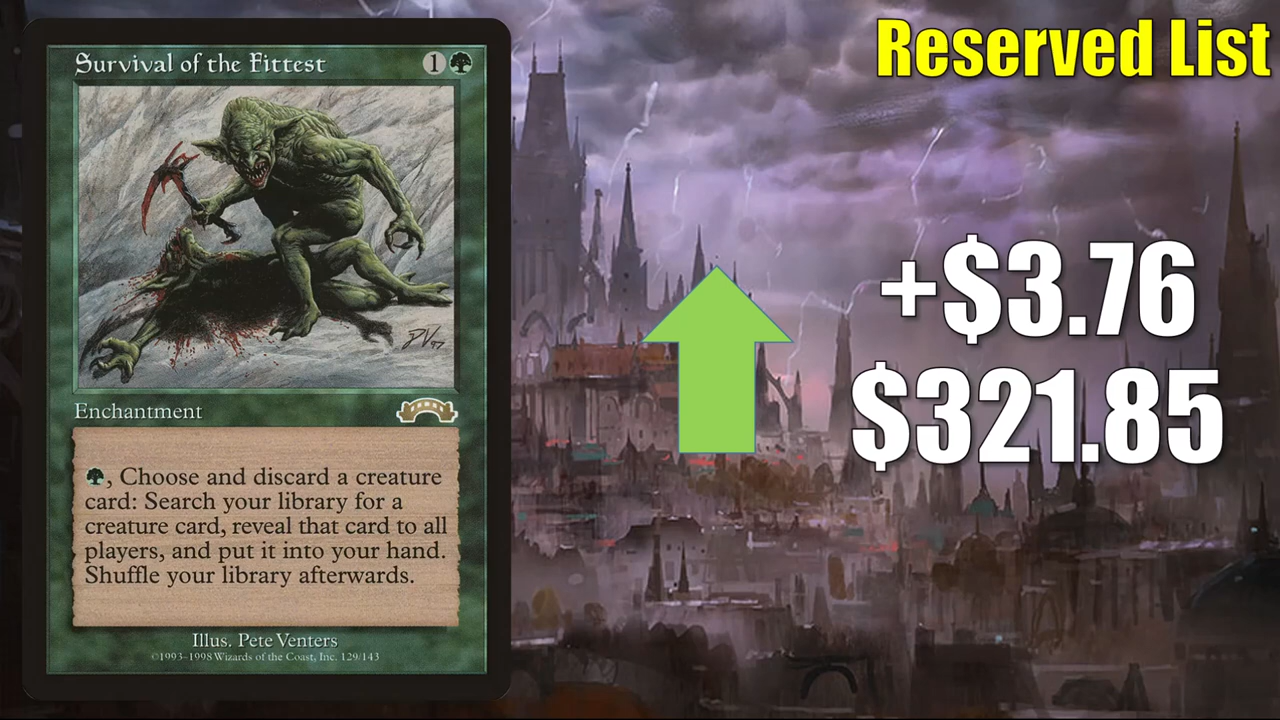 Survival of the Fittest
1
Reserved List
+$3.76
$321.85
PV 97
Enchantment
, Choose and discard a creature
card: Search your library for a
creature card, reveal that card to all
players, and put it into your hand.
Shuffle your library afterwards.
Illus. Pete Venters
©1993–1998 Wizards of the Coast, Inc. 129/143